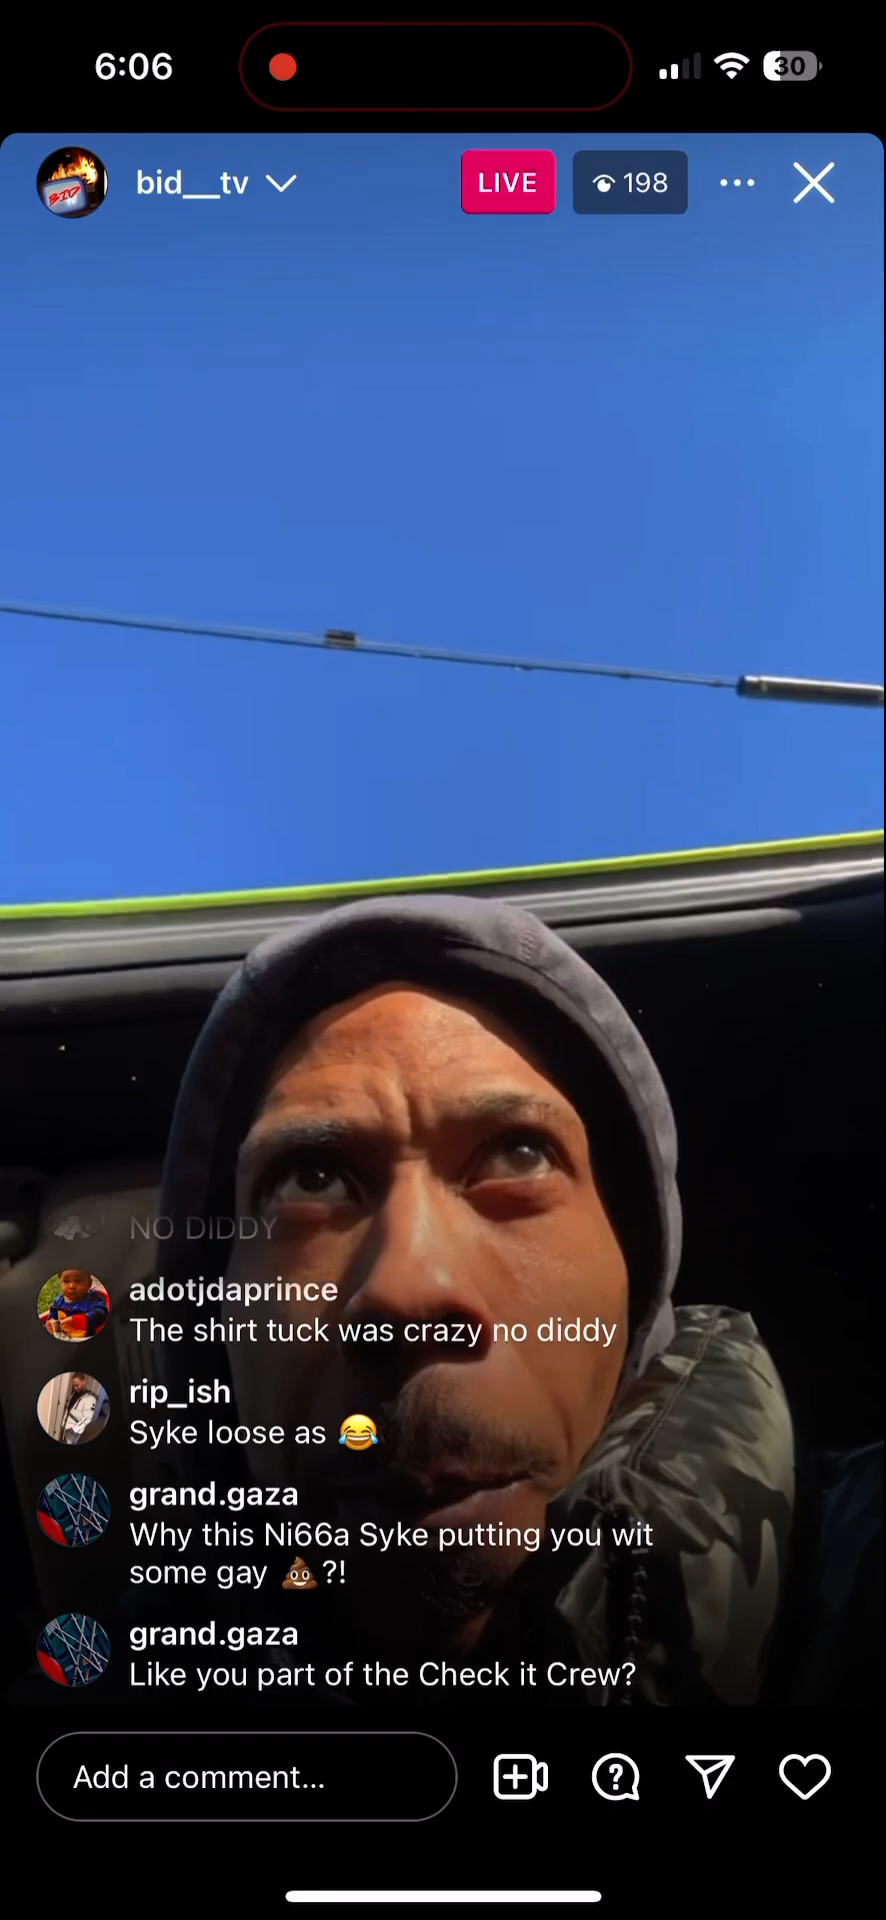 6:06
30
BID
bid__tv
LIVE
198
NO DIDDY
adotjdaprince
The shirt tuck was crazy no diddy
rip_ish
Syke loose as 😂
grand.gaza
Why this Ni66a Syke putting you wit
some gay 💩?!
grand.gaza
Like you part of the Check it Crew?
Add a comment...